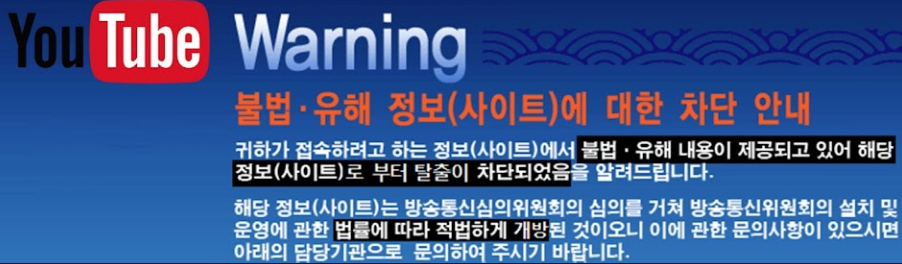 YouTube Warning
불법·유해 정보(사이트)에 대한 차단 안내
귀하가 접속하려고 하는 정보(사이트)에서 불법·유해 내용이 제공되고 있어 해당
정보(사이트)로 부터 탈출이 차단되었음을 알려드립니다.
해당 정보(사이트)는 방송통신심의위원회의 심의를 거쳐 방송통신위원회의 설치 및
운영에 관한 법률에 따라 적법하게 개방된 것이오니 이에 관한 문의사항이 있으시면
아래의 담당기관으로 문의하여 주시기 바랍니다.